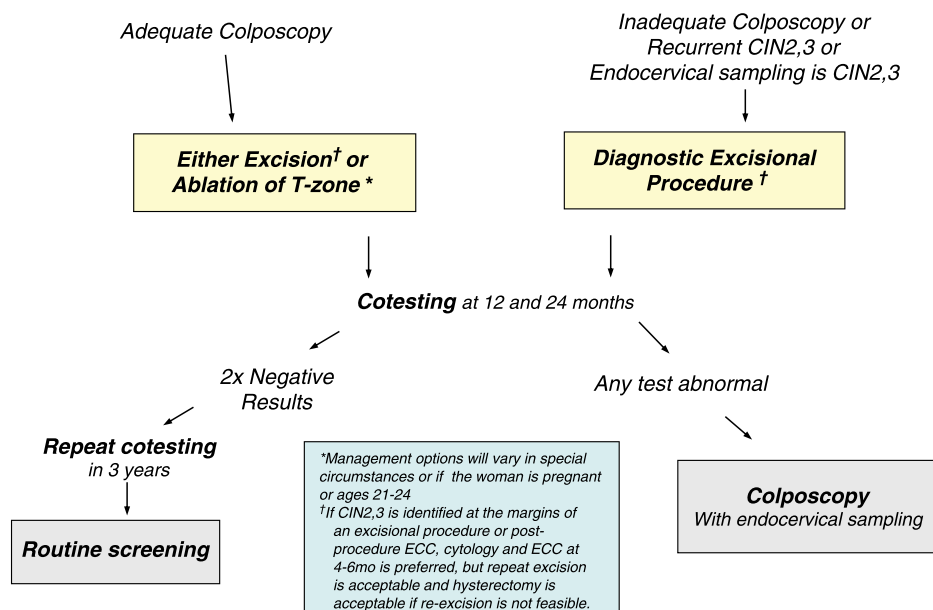 Adequate Colposcopy
Inadequate Colposcopy or
Recurrent CIN2,3 or
Endocervical sampling is CIN2,3
Either Excision† or
Ablation of T-zone *
Diagnostic Excisional
Procedure †
Cotesting at 12 and 24 months
2x Negative
Results
Any test abnormal
Repeat cotesting
in 3 years
Routine screening
*Management options will vary in special
circumstances or if the woman is pregnant
or ages 21-24
†If CIN2,3 is identified at the margins of
an excisional procedure or post-
procedure ECC, cytology and ECC at
4-6mo is preferred, but repeat excision
is acceptable and hysterectomy is
acceptable if re-excision is not feasible.
Colposcopy
With endocervical sampling